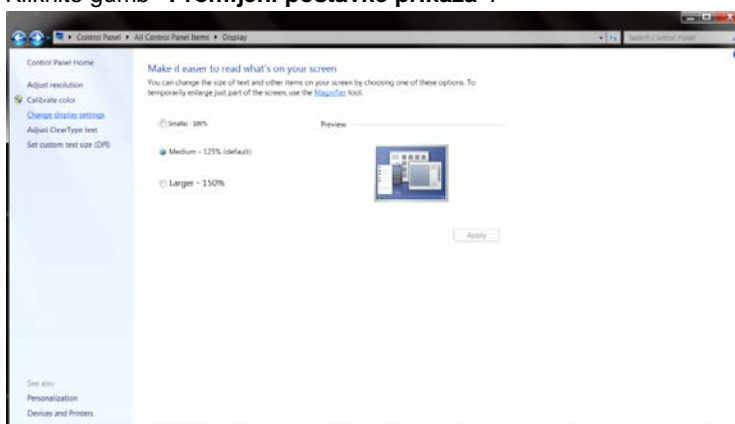 Kliknite gumb "Promijeni postavke prikaza".
Control Panel All Control Panel Items Display
Search Control Panel
Control Panel Home
Adjust resolution
Calibrate color
Change display settings
Adjust ClearType text
Set custom text size (DPI)
Make it easier to read what's on your screen
You can change the size of text and other items on your screen by choosing one of these options. To
temporarily enlarge just part of the screen, use the Magnifier tool.
Smaller - 100%
Preview
Medium - 125% (default)
Larger - 150%
Apply
See also
Personalization
Devices and Printers